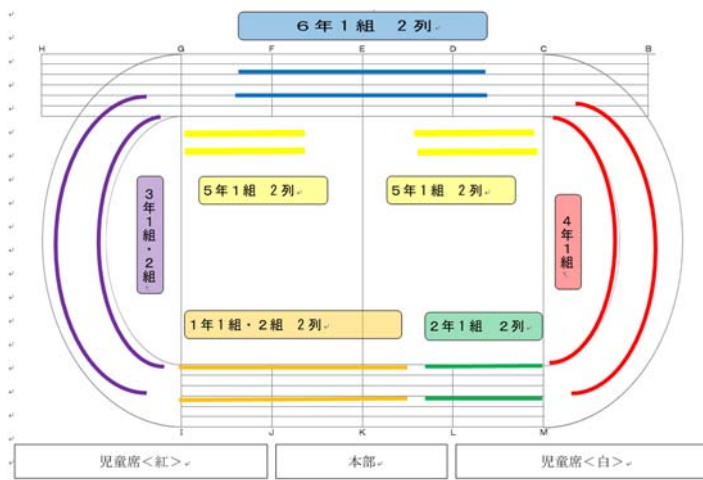 ６年１組　２列
H G F E D C B
５年１組　２列
５年１組　２列
３年１組・２組
４年１組
１年１組・２組　２列
２年１組　２列
I J K L M
児童席＜紅＞
本部
児童席＜白＞